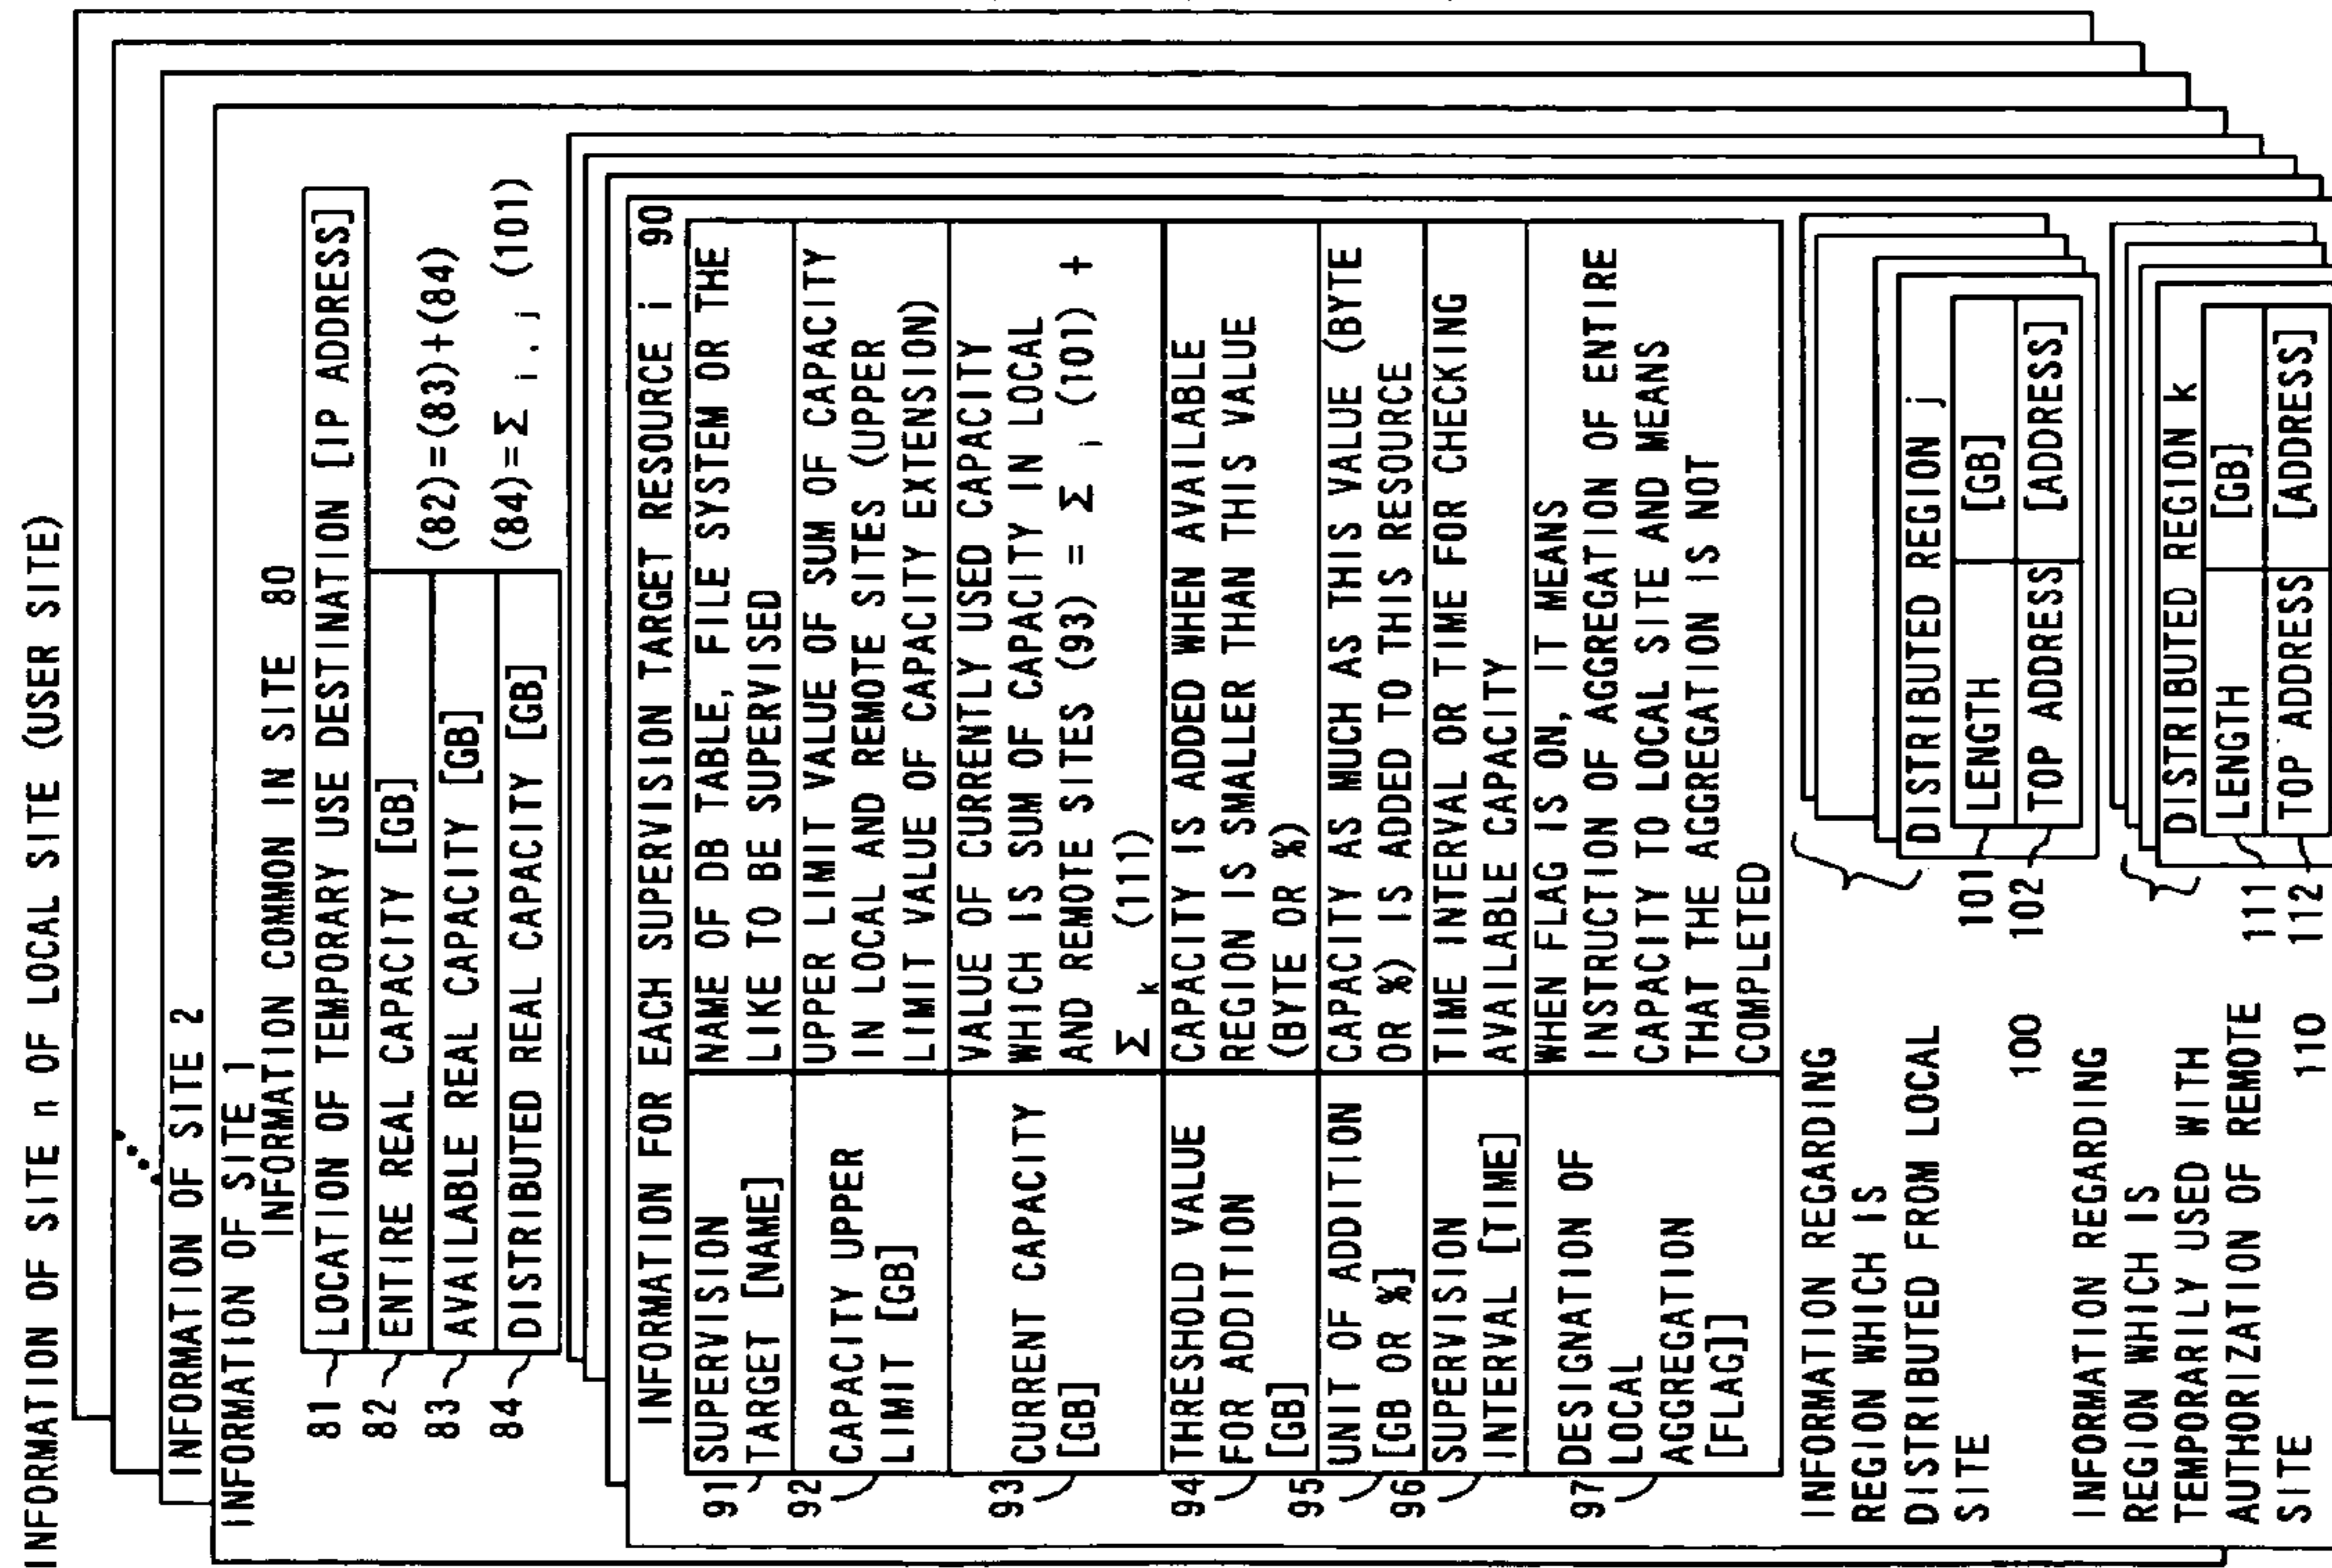 INFORMATION OF SITE n OF LOCAL SITE (USER SITE)
INFORMATION OF SITE 2
INFORMATION OF SITE 1
INFORMATION COMMON IN SITE 80
81 LOCATION OF TEMPORARY USE DESTINATION [IP ADDRESS]
82 ENTIRE REAL CAPACITY [GB]
83 AVAILABLE REAL CAPACITY [GB]
84 DISTRIBUTED REAL CAPACITY [GB]
(82)=(83)+(84)
(84)=Σ i, j (101)
INFORMATION FOR EACH SUPERVISION TARGET RESOURCE i 90
91 SUPERVISION
TARGET [NAME]
NAME OF DB TABLE, FILE SYSTEM OR THE
LIKE TO BE SUPERVISED
92 CAPACITY UPPER
LIMIT [GB]
UPPER LIMIT VALUE OF SUM OF CAPACITY
IN LOCAL AND REMOTE SITES (UPPER
LIMIT VALUE OF CAPACITY EXTENSION)
93 CURRENT CAPACITY
[GB]
VALUE OF CURRENTLY USED CAPACITY
WHICH IS SUM OF CAPACITY IN LOCAL
AND REMOTE SITES (93) = Σ j (101) +
Σ k (111)
94 THRESHOLD VALUE
FOR ADDITION
[GB]
CAPACITY IS ADDED WHEN AVAILABLE
REGION IS SMALLER THAN THIS VALUE
(BYTE OR %)
95 UNIT OF ADDITION
[GB OR %]
CAPACITY AS MUCH AS THIS VALUE (BYTE
OR %) IS ADDED TO THIS RESOURCE
96 SUPERVISION
INTERVAL [TIME]
TIME INTERVAL OR TIME FOR CHECKING
AVAILABLE CAPACITY
97 DESIGNATION OF
LOCAL
AGGREGATION
[FLAG]]
WHEN FLAG IS ON, IT MEANS
INSTRUCTION OF AGGREGATION OF ENTIRE
CAPACITY TO LOCAL SITE AND MEANS
THAT THE AGGREGATION IS NOT
COMPLETED
INFORMATION REGARDING
REGION WHICH IS
DISTRIBUTED FROM LOCAL
SITE 100
DISTRIBUTED REGION j
101 LENGTH [GB]
102 TOP ADDRESS [ADDRESS]
INFORMATION REGARDING
REGION WHICH IS
TEMPORARILY USED WITH
AUTHORIZATION OF REMOTE
SITE 110
DISTRIBUTED REGION k
111 LENGTH [GB]
112 TOP ADDRESS [ADDRESS]